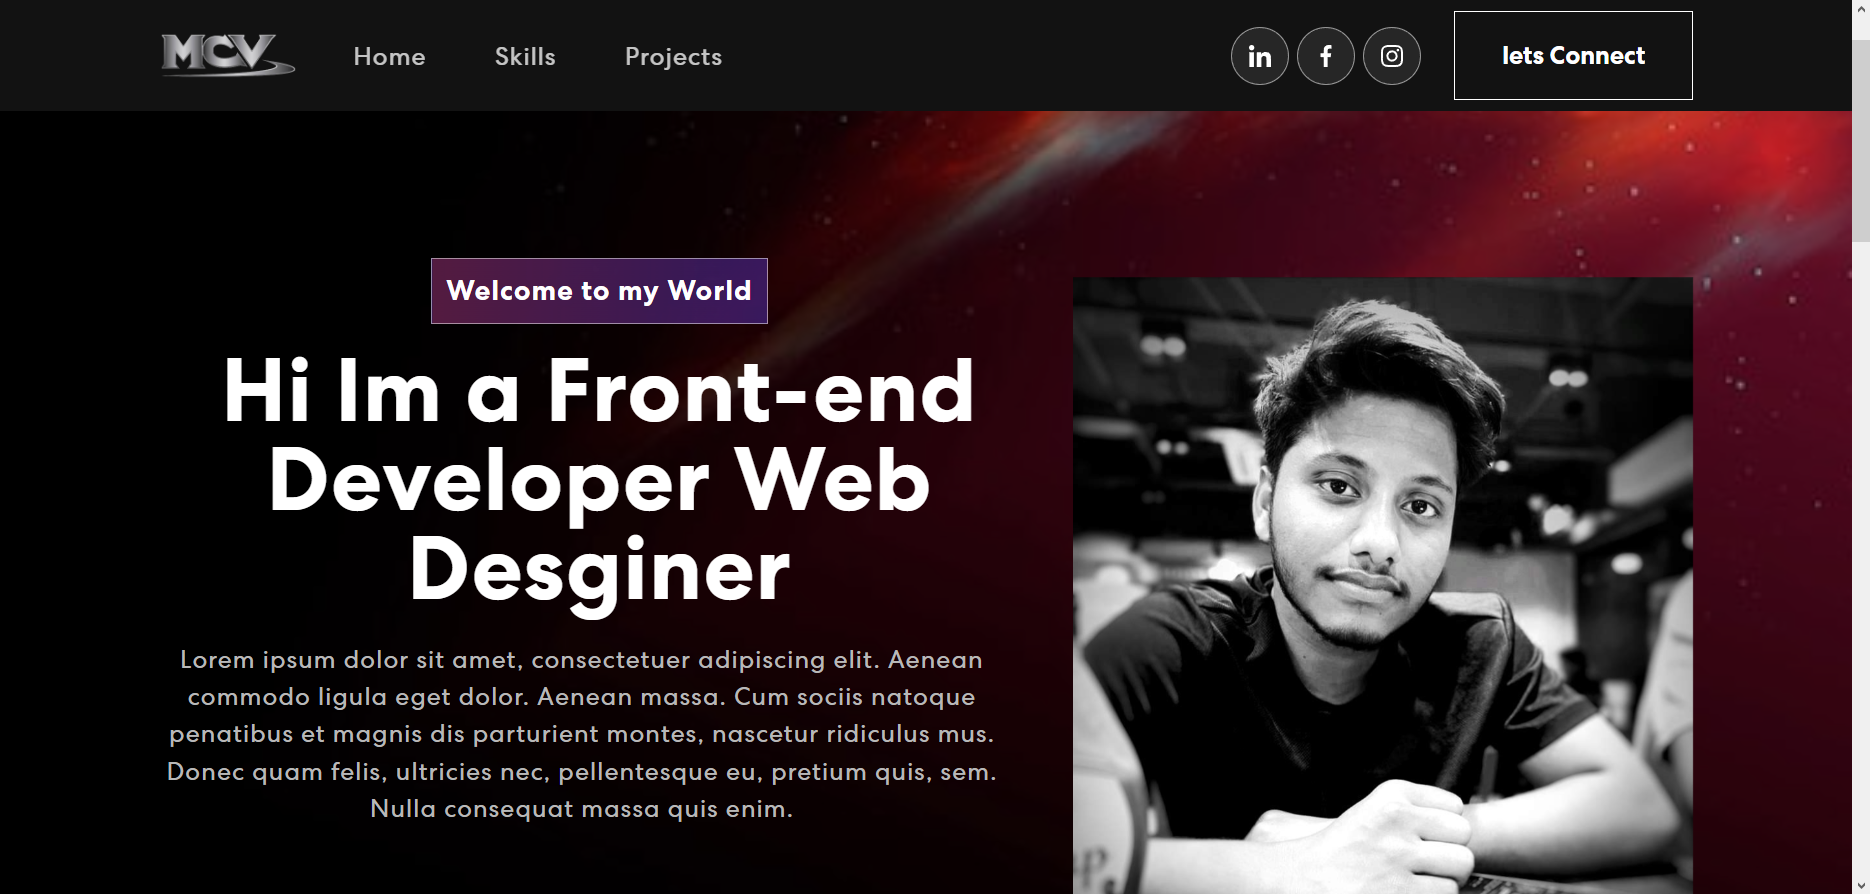 MCV
Home
Skills
Projects
lets Connect
Welcome to my World
Hi Im a Front-end
Developer Web
Desginer
Lorem ipsum dolor sit amet, consectetuer adipiscing elit. Aenean
commodo ligula eget dolor. Aenean massa. Cum sociis natoque
penatibus et magnis dis parturient montes, nascetur ridiculus mus.
Donec quam felis, ultricies nec, pellentesque eu, pretium quis, sem.
Nulla consequat massa quis enim.